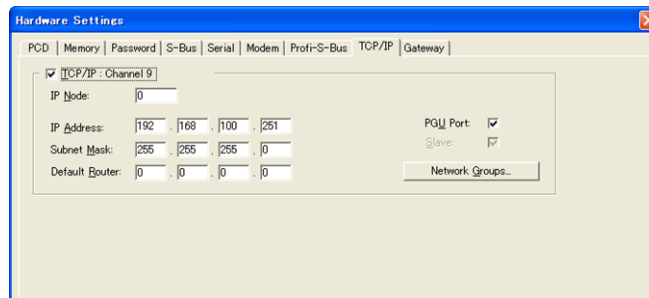 Hardware Settings
PCD | Memory | Password | S-Bus | Serial | Modem | Profi-S-Bus | TCP/IP | Gateway |
TCP/IP : Channel 9
IP Node: 0
IP Address: 192 . 168 . 100 . 251 PGU Port: 
Subnet Mask: 255 . 255 . 255 . 0 Slave:
Default Router: 0 . 0 . 0 . 0 Network Groups...